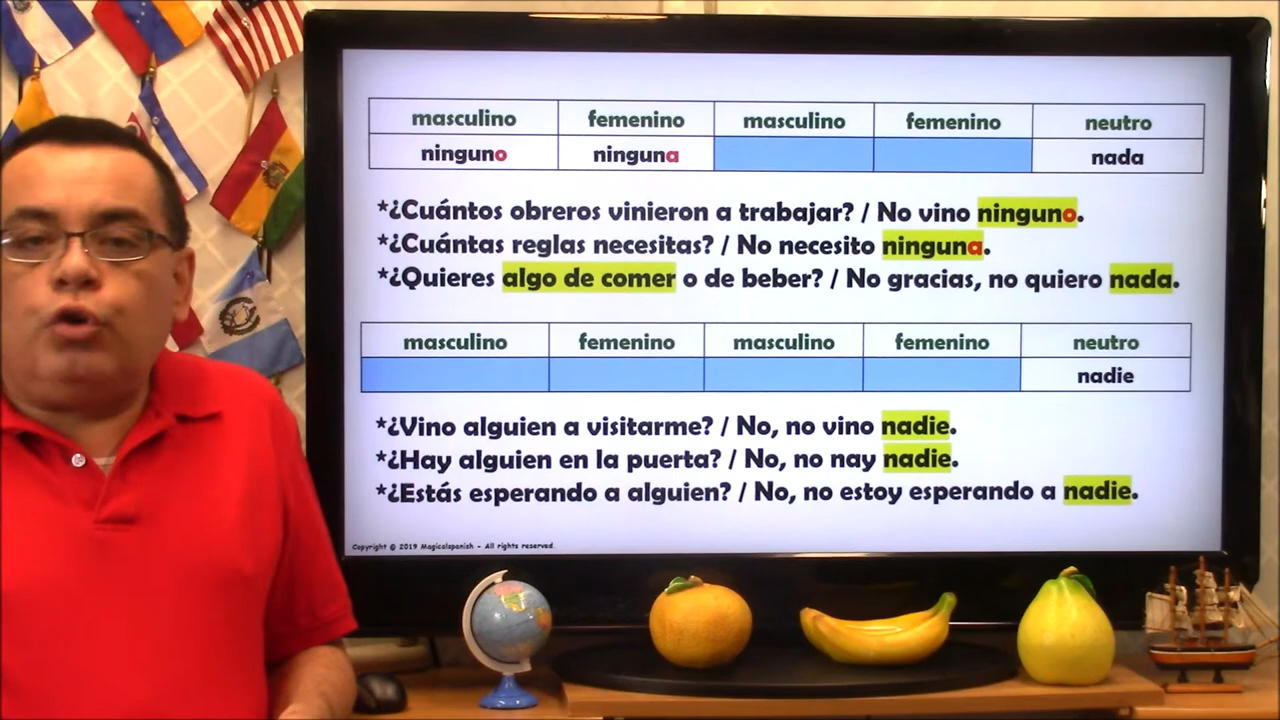 masculino femenino masculino femenino neutro
ninguno ninguna nada
*¿Cuántos obreros vinieron a trabajar? / No vino ninguno.
*¿Cuántas reglas necesitas? / No necesito ninguna.
*¿Quieres algo de comer o de beber? / No gracias, no quiero nada.
masculino femenino masculino femenino neutro
nadie
*¿Vino alguien a visitarme? / No, no vino nadie.
*¿Hay alguien en la puerta? / No, no nay nadie.
*¿Estás esperando a alguien? / No, no estoy esperando a nadie.
Copyright @ 2019 Magicalspanish - All rights reserved.